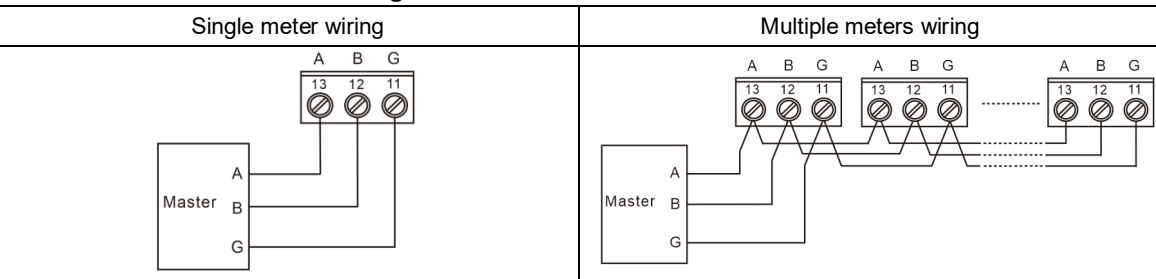 Single meter wiring
Multiple meters wiring
A B G
13 12 11
Master
A
B
G
A B G A B G A B G
13 12 11 13 12 11 13 12 11
Master
A
B
G